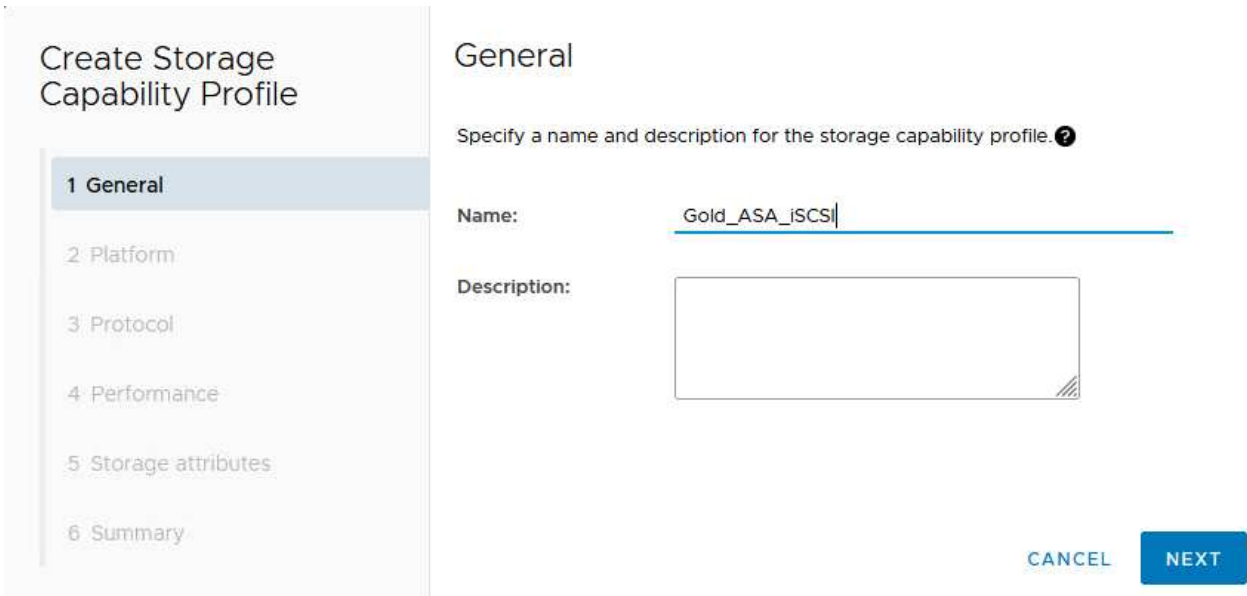 Create Storage
Capability Profile
1 General
2 Platform
3 Protocol
4 Performance
5 Storage attributes
6 Summary
General
Specify a name and description for the storage capability profile.?
Name:
Gold_ASA_iSCSI
Description:
CANCEL
NEXT